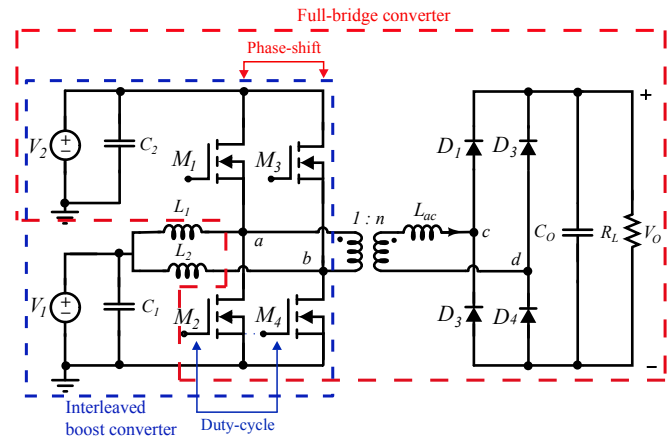 Full-bridge converter
Phase-shift
V2
C2
M1
M3
D1
D3
+
L1
a
1 : n
Lac
c
L2
b
d
CO
RL
VO
V1
C1
M2
M4
D3
D4
−
Interleaved
boost converter
Duty-cycle